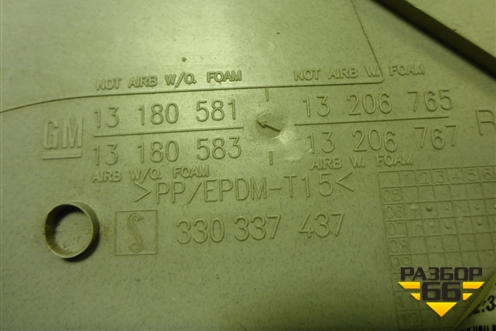 NOT AIRB W/O. FOAM NOT AIRB W. FOAM
GM 13 180 581 13 206 765 R
13 180 583 13 206 767
AIRB W/O. FOAM AIRB W. FOAM
>PP/EPDM-T15<
330 337 437
РАЗБОР
66